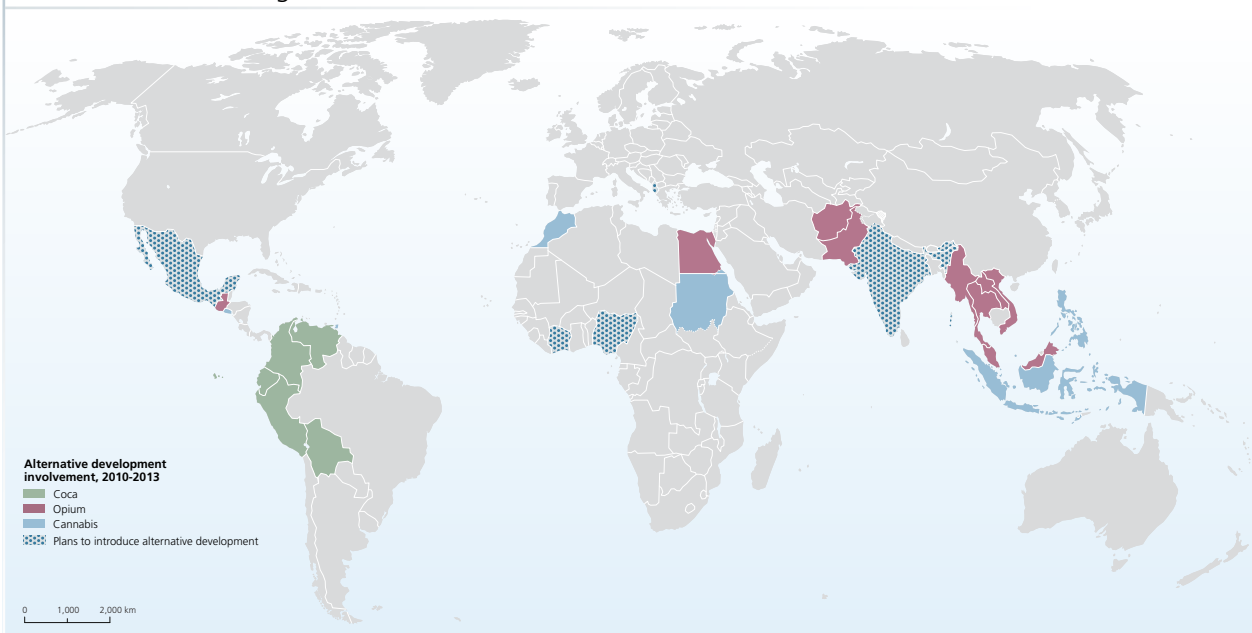 Alternative development
involvement, 2010-2013
Coca
Opium
Cannabis
Plans to introduce alternative development
0 1,000 2,000 km